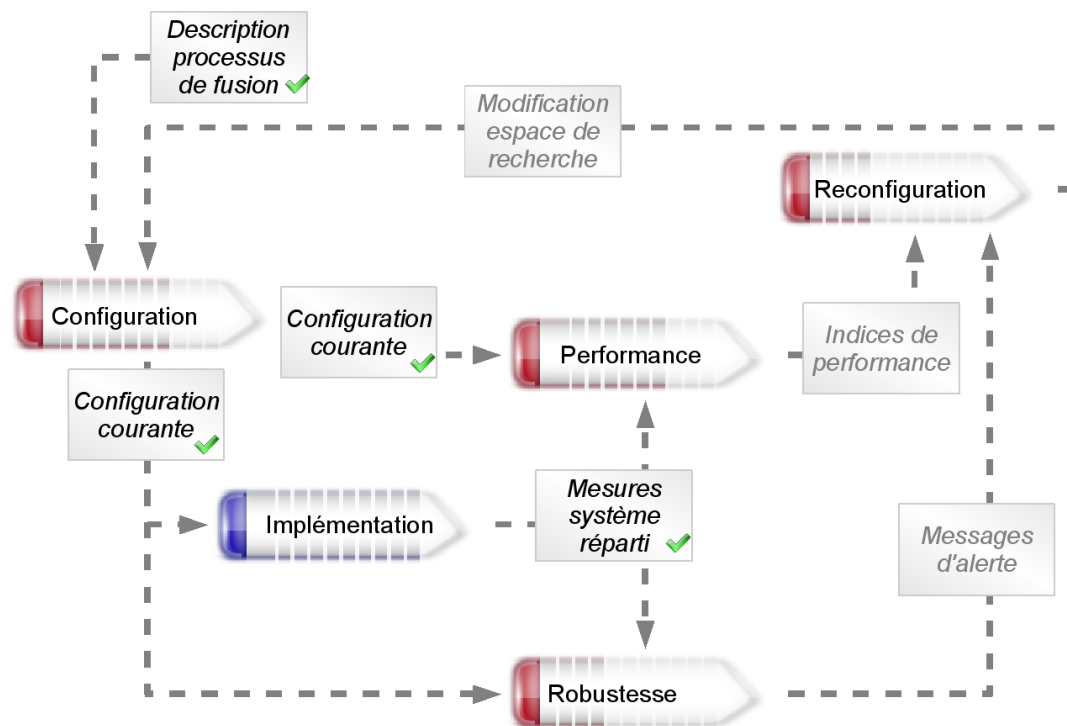 Description
processus
de fusion
Modification
espace de
recherche
Reconfiguration
Configuration
Configuration
courante
Performance
Indices de
performance
Configuration
courante
Implémentation
Mesures
système
réparti
Messages
d'alerte
Robustesse